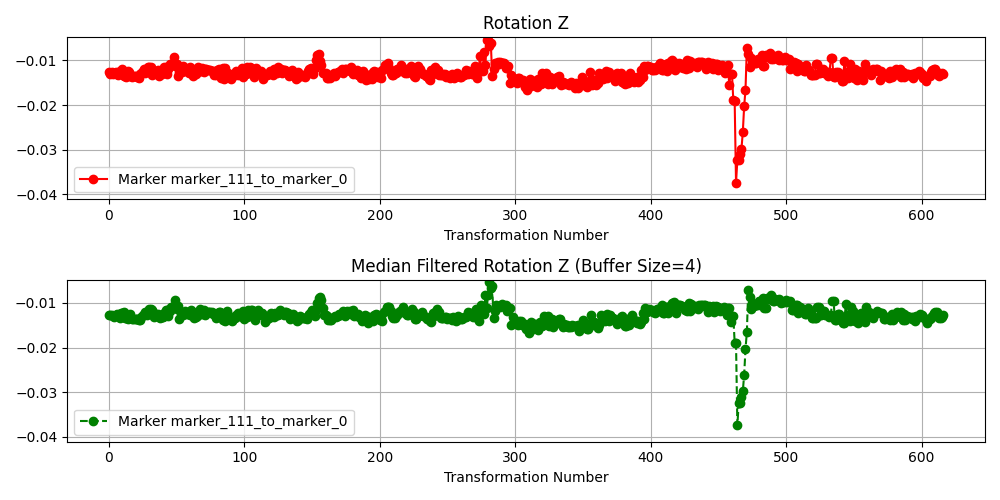 Rotation Z
−0.01
−0.02
−0.03
−0.04
Marker marker_111_to_marker_0
0 100 200 300 400 500 600
Transformation Number
Median Filtered Rotation Z (Buffer Size=4)
−0.01
−0.02
−0.03
−0.04
Marker marker_111_to_marker_0
0 100 200 300 400 500 600
Transformation Number